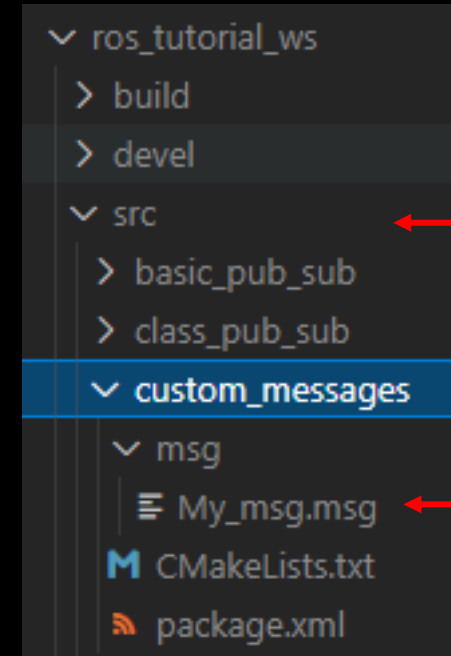 ros_tutorial_ws
build
devel
src
basic_pub_sub
class_pub_sub
custom_messages
msg
My_msg.msg
CMakeLists.txt
package.xml